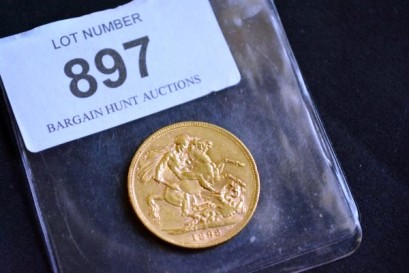 LOT NUMBER
897
BARGAIN HUNT AUCTIONS